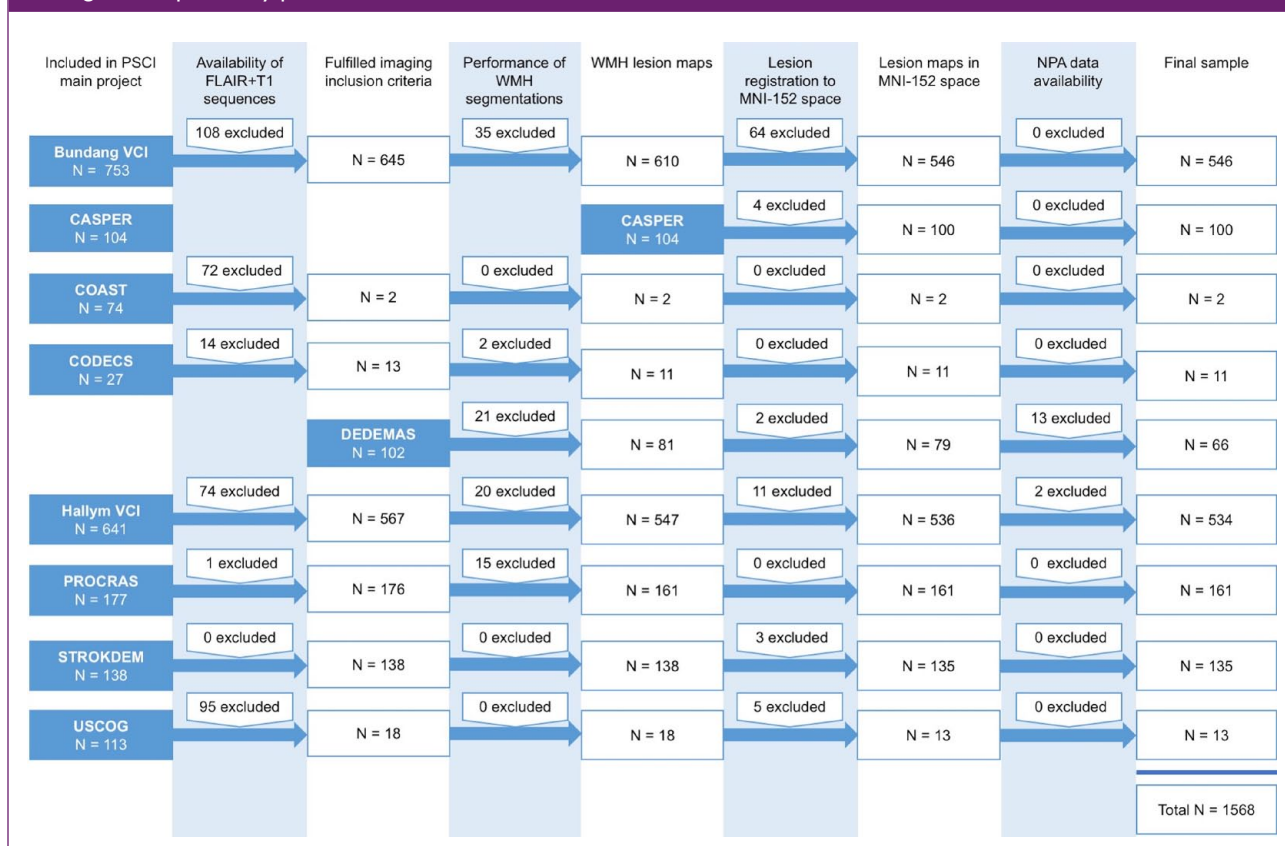 Included in PSCI
main project
Availability of
FLAIR+T1
sequences
Fulfilled imaging
inclusion criteria
Performance of
WMH
segmentations
WMH lesion maps
Lesion
registration to
MNI-152 space
Lesion maps in
MNI-152 space
NPA data
availability
Final sample
Bundang VCI
N = 753
108 excluded
N = 645
35 excluded
N = 610
64 excluded
N = 546
0 excluded
N = 546
CASPER
N = 104
CASPER
N = 104
4 excluded
N = 100
0 excluded
N = 100
COAST
N = 74
72 excluded
N = 2
0 excluded
N = 2
0 excluded
N = 2
0 excluded
N = 2
CODECS
N = 27
14 excluded
N = 13
2 excluded
N = 11
0 excluded
N = 11
0 excluded
N = 11
DEDEMAS
N = 102
21 excluded
N = 81
2 excluded
N = 79
13 excluded
N = 66
Hallym VCI
N = 641
74 excluded
N = 567
20 excluded
N = 547
11 excluded
N = 536
2 excluded
N = 534
PROCRAS
N = 177
1 excluded
N = 176
15 excluded
N = 161
0 excluded
N = 161
0 excluded
N = 161
STROKDEM
N = 138
0 excluded
N = 138
0 excluded
N = 138
3 excluded
N = 135
0 excluded
N = 135
USCOG
N = 113
95 excluded
N = 18
0 excluded
N = 18
5 excluded
N = 13
0 excluded
N = 13
Total N = 1568